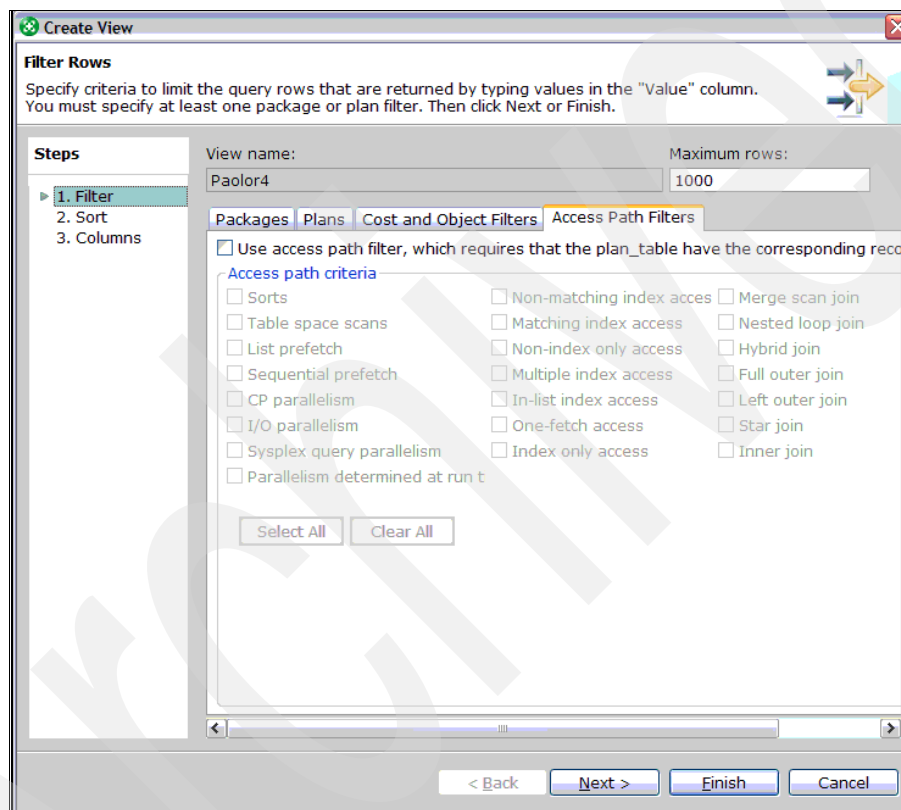 Create View
Filter Rows
Specify criteria to limit the query rows that are returned by typing values in the "Value" column.
You must specify at least one package or plan filter. Then click Next or Finish.
Steps
1. Filter
2. Sort
3. Columns
View name:
Maximum rows:
Paolor4
1000
Packages
Plans
Cost and Object Filters
Access Path Filters
Use access path filter, which requires that the plan_table have the corresponding reco
Access path criteria
Sorts
Table space scans
List prefetch
Sequential prefetch
CP parallelism
I/O parallelism
Sysplex query parallelism
Parallelism determined at run t
Non-matching index acces
Matching index access
Non-index only access
Multiple index access
In-list index access
One-fetch access
Index only access
Merge scan join
Nested loop join
Hybrid join
Full outer join
Left outer join
Star join
Inner join
Select All
Clear All
< Back
Next >
Finish
Cancel